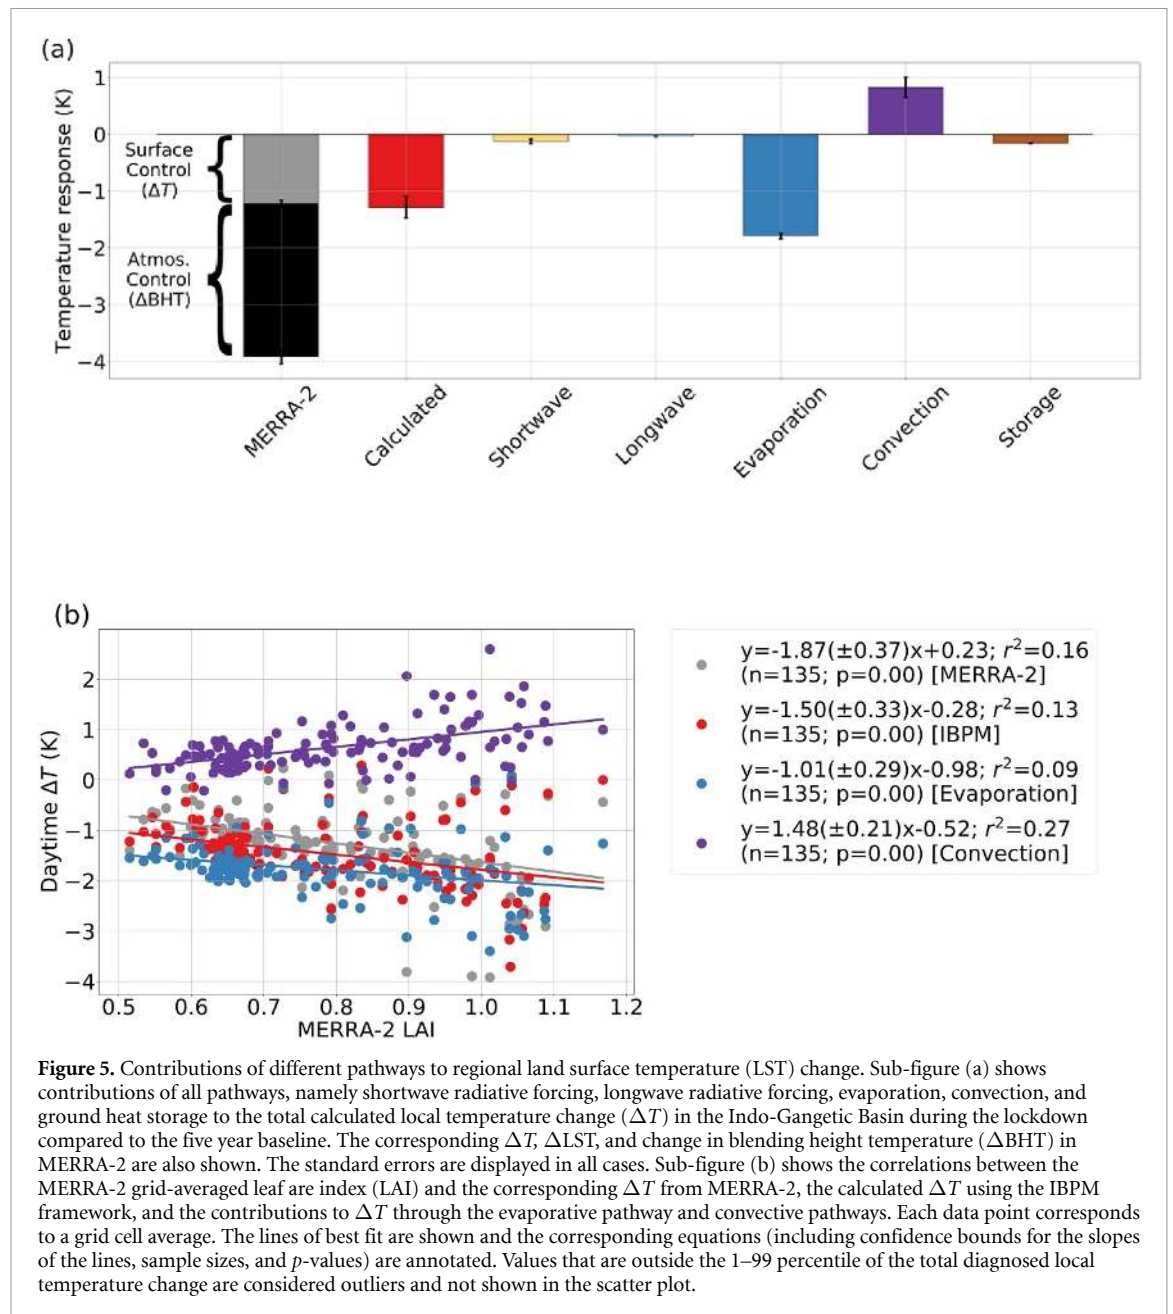 (a)
Temperature response (K)
1
0
−1
−2
−3
−4
Surface
Control
(ΔT)
Atmos.
Control
(ΔBHT)
MERRA-2
Calculated
Shortwave
Longwave
Evaporation
Convection
Storage
(b)
Daytime ΔT (K)
2
1
0
−1
−2
−3
−4
0.5 0.6 0.7 0.8 0.9 1.0 1.1 1.2
MERRA-2 LAI
y=-1.87(±0.37)x+0.23; r²=0.16
(n=135; p=0.00) [MERRA-2]
y=-1.50(±0.33)x-0.28; r²=0.13
(n=135; p=0.00) [IBPM]
y=-1.01(±0.29)x-0.98; r²=0.09
(n=135; p=0.00) [Evaporation]
y=1.48(±0.21)x-0.52; r²=0.27
(n=135; p=0.00) [Convection]
Figure 5. Contributions of different pathways to regional land surface temperature (LST) change. Sub-figure (a) shows
contributions of all pathways, namely shortwave radiative forcing, longwave radiative forcing, evaporation, convection, and
ground heat storage to the total calculated local temperature change (ΔT) in the Indo-Gangetic Basin during the lockdown
compared to the five year baseline. The corresponding ΔT, ΔLST, and change in blending height temperature (ΔBHT) in
MERRA-2 are also shown. The standard errors are displayed in all cases. Sub-figure (b) shows the correlations between the
MERRA-2 grid-averaged leaf are index (LAI) and the corresponding ΔT from MERRA-2, the calculated ΔT using the IBPM
framework, and the contributions to ΔT through the evaporative pathway and convective pathways. Each data point corresponds
to a grid cell average. The lines of best fit are shown and the corresponding equations (including confidence bounds for the slopes
of the lines, sample sizes, and p-values) are annotated. Values that are outside the 1–99 percentile of the total diagnosed local
temperature change are considered outliers and not shown in the scatter plot.